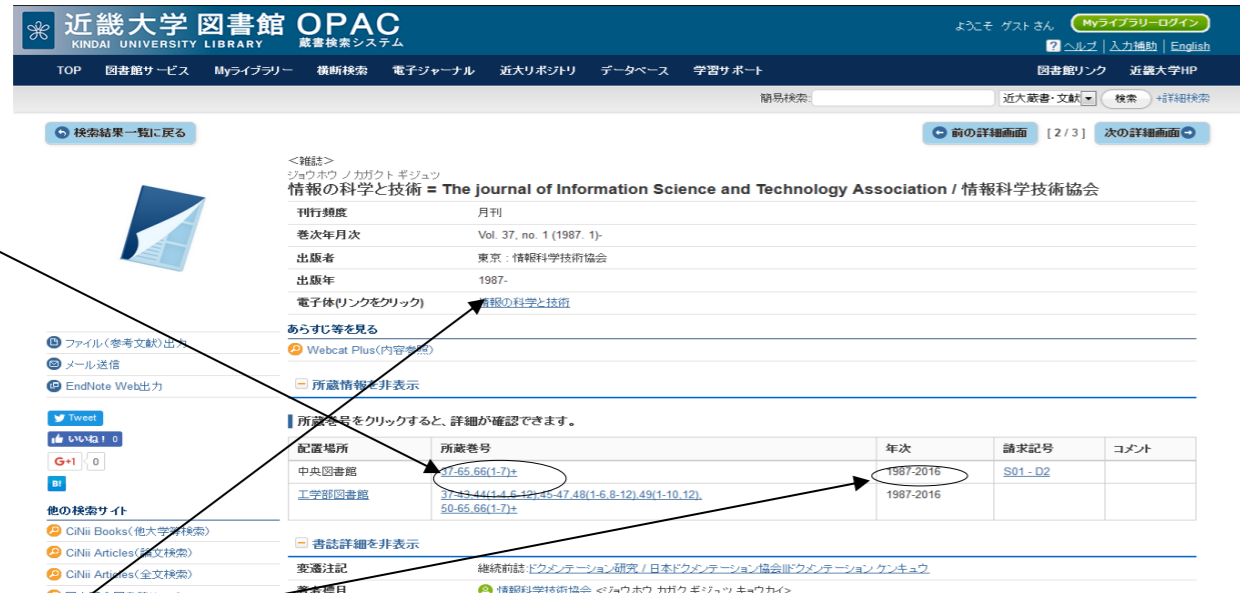 近畿大学 図書館 OPAC
KINDAI UNIVERSITY LIBRARY 蔵書検索システム
ようこそ ゲスト さん Myライブラリーログイン
? ヘルプ | 入力補助 | English
TOP 図書館サービス Myライブラリー 横断検索 電子ジャーナル 近大リポジトリ データベース 学習サポート 図書館リンク 近畿大学HP
簡易検索: 近大蔵書・文献 検索 +詳細検索
検索結果一覧に戻る 前の詳細画面 [ 2 / 3 ] 次の詳細画面
<雑誌>
ジョウホウ ノ カガク ト ギジュツ
情報の科学と技術 = The journal of Information Science and Technology Association / 情報科学技術協会
刊行頻度 月刊
巻次年月次 Vol. 37, no. 1 (1987. 1)-
出版者 東京 : 情報科学技術協会
出版年 1987-
電子体(リンクをクリック) 情報の科学と技術
あらすじ等を見る
Webcat Plus(内容参照)
ファイル(参考文献)出力
メール送信
EndNote Web出力
所蔵情報を非表示
Tweet
いいね! 0
G+1 0
B!
所蔵巻号をクリックすると、詳細が確認できます。
配置場所 所蔵巻号 年次 請求記号 コメント
中央図書館 37-65,66(1-7)+ 1987-2016 S01 - D2
工学部図書館 37-43,44(1-4,6-12),45-47,48(1-6,8-12),49(1-10,12), 1987-2016
50-65,66(1-7)+
他の検索サイト
CiNii Books(他大学等検索)
CiNii Articles(論文検索)
CiNii Articles(全文検索)
書誌詳細を非表示
変遷注記 継続前誌:ドクメンテーション研究 / 日本ドクメンテーション協会||ドクメンテーション ケンキュウ
著者標目 情報科学技術協会 <ジョウホウ カガク ギジュツ キョウカイ>